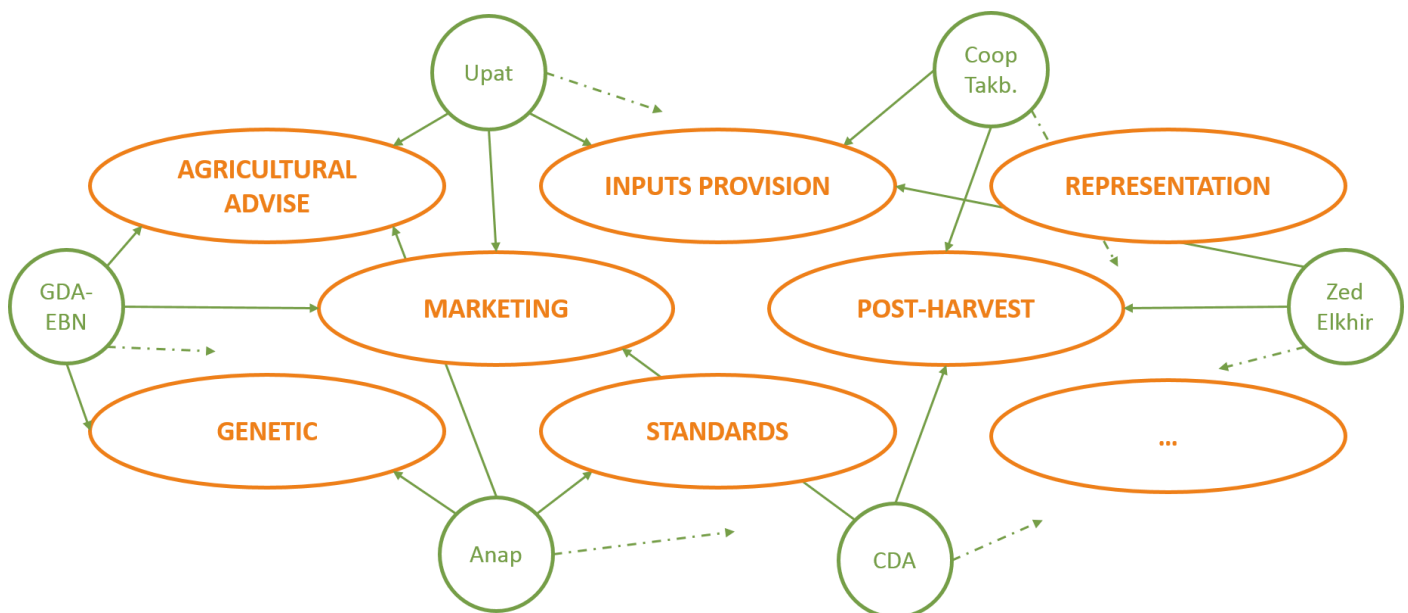 Upat
Coop
Takb.
AGRICULTURAL
ADVISE
INPUTS PROVISION
REPRESENTATION
GDA-
EBN
MARKETING
POST-HARVEST
Zed
Elkhir
GENETIC
STANDARDS
...
Anap
CDA